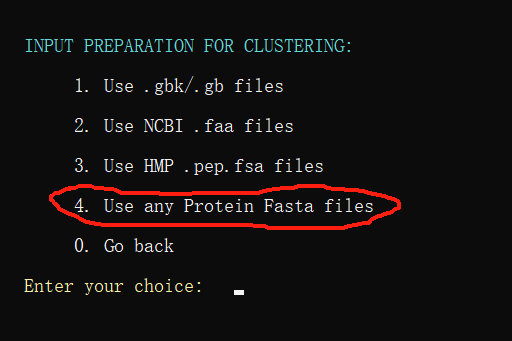 INPUT PREPARATION FOR CLUSTERING:
1. Use .gbk/.gb files
2. Use NCBI .faa files
3. Use HMP .pep.fsa files
4. Use any Protein Fasta files
0. Go back
Enter your choice: